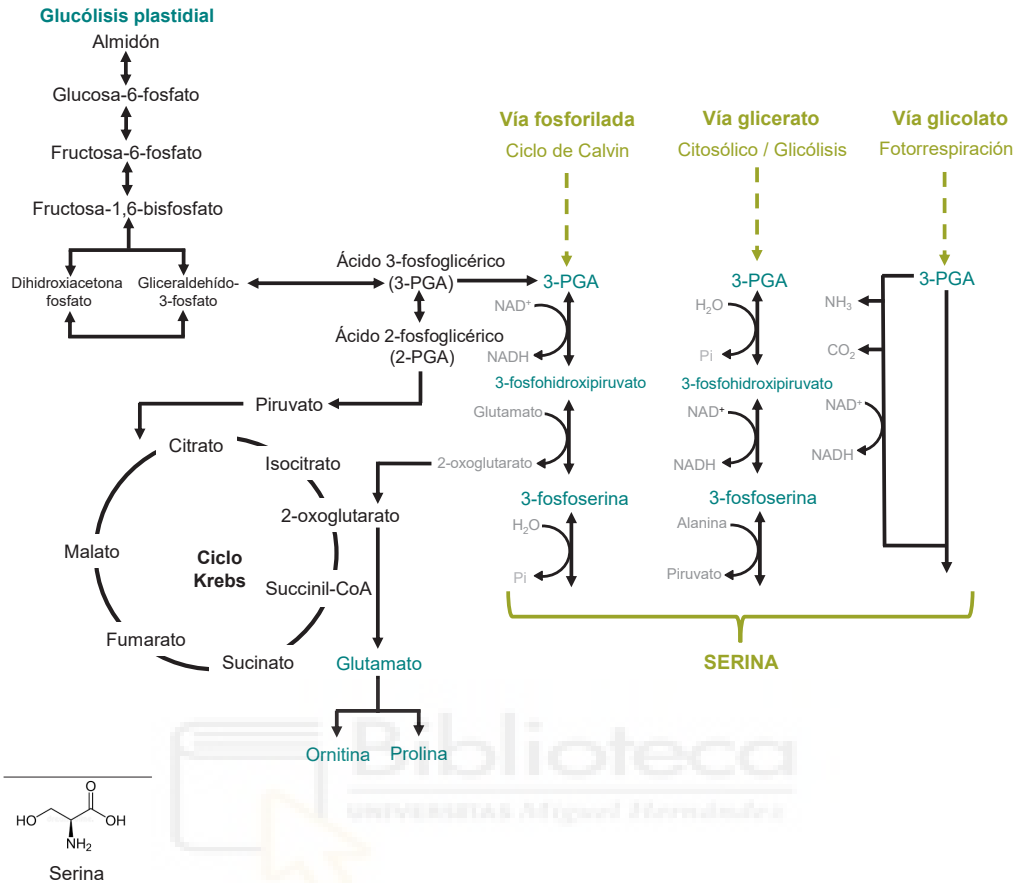 Glucólisis plastidial
Almidón
Glucosa-6-fosfato
Fructosa-6-fosfato
Fructosa-1,6-bisfosfato
Dihidroxiacetona
fosfato
Gliceraldehído-
3-fosfato
Ácido 3-fosfoglicérico
(3-PGA)
Ácido 2-fosfoglicérico
(2-PGA)
Piruvato
Citrato
Isocitrato
2-oxoglutarato
Succinil-CoA
Sucinato
Fumarato
Malato
Ciclo
Krebs
Glutamato
Ornitina
Prolina
Vía fosforilada
Ciclo de Calvin
3-PGA
NAD⁺
NADH
3-fosfohidroxipiruvato
Glutamato
2-oxoglutarato
3-fosfoserina
H₂O
Pi
Vía glicerato
Citosólico / Glicólisis
3-PGA
H₂O
Pi
3-fosfohidroxipiruvato
NAD⁺
NADH
3-fosfoserina
Alanina
Piruvato
Vía glicolato
Fotorrespiración
3-PGA
NH₃
CO₂
NAD⁺
NADH
SERINA
Biblioteca
UNIVERSITAS Miguel Hernández
O
HO
OH
NH₂
Serina